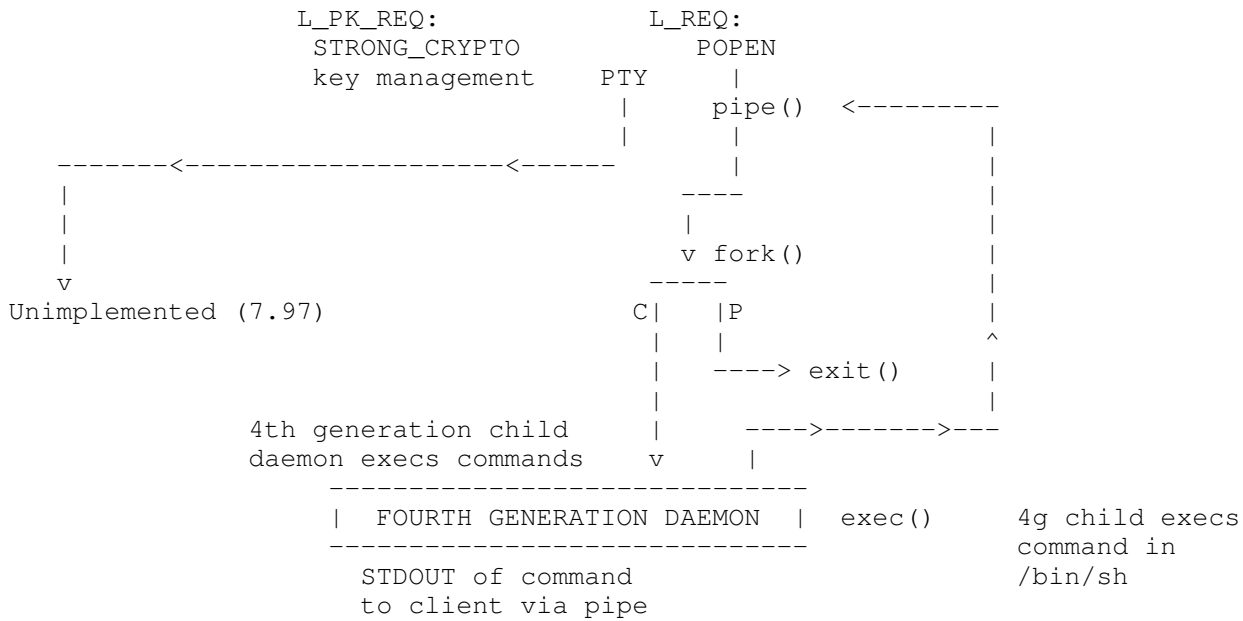 L_PK_REQ:             L_REQ:
                   STRONG_CRYPTO           POPEN
                   key management    PTY     |
                                      |     pipe()  <---------
                                      |      |               |
   -------<--------------------<------       |               |
   |                                      ----               |
   |                                      |                  |
   |                                      v fork()           |
   v                                    -----                |
Unimplemented (7.97)                   C|   |P               |
                                        |   |                ^
                                        |   ----> exit()     |
                                        |                    |
               4th generation child     |     ---->------->---
               daemon execs commands    v     |
                    ------------------------------
                    |  FOURTH GENERATION DAEMON  |  exec()     4g child execs
                    ------------------------------             command in
                      STDOUT of command                        /bin/sh
                      to client via pipe